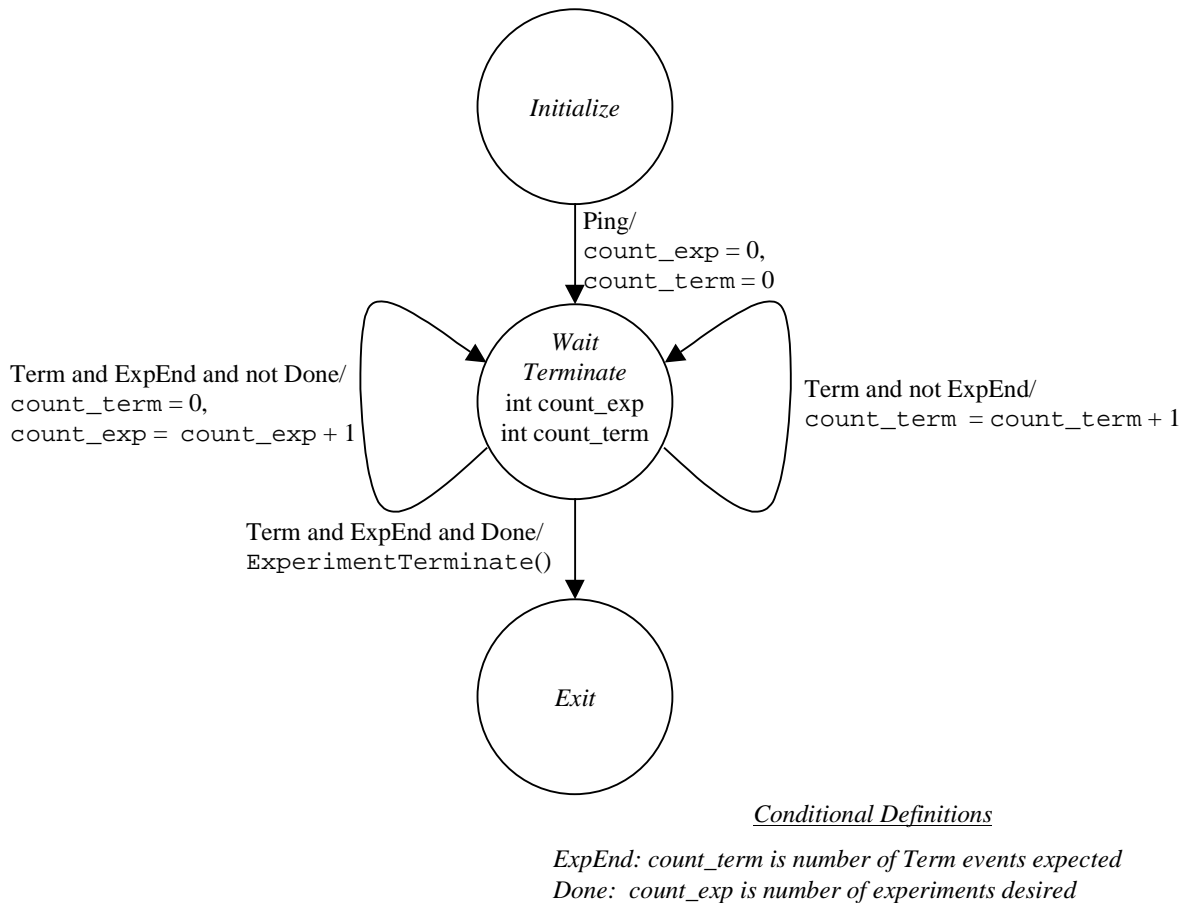 Initialize
Ping/
count_exp = 0,
count_term = 0
Wait
Terminate
int count_exp
int count_term
Term and ExpEnd and not Done/
count_term = 0,
count_exp = count_exp + 1
Term and not ExpEnd/
count_term = count_term + 1
Term and ExpEnd and Done/
ExperimentTerminate()
Exit
Conditional Definitions
ExpEnd: count_term is number of Term events expected
Done: count_exp is number of experiments desired